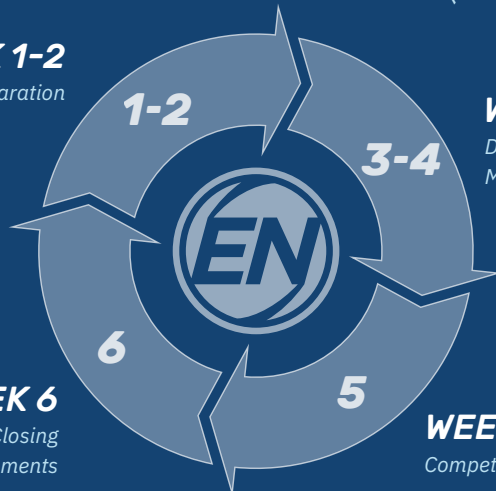 1-2
aration
1-2
3-4
D
M
EN
6
5
EK 6
Closing
ments
WEE
Compet